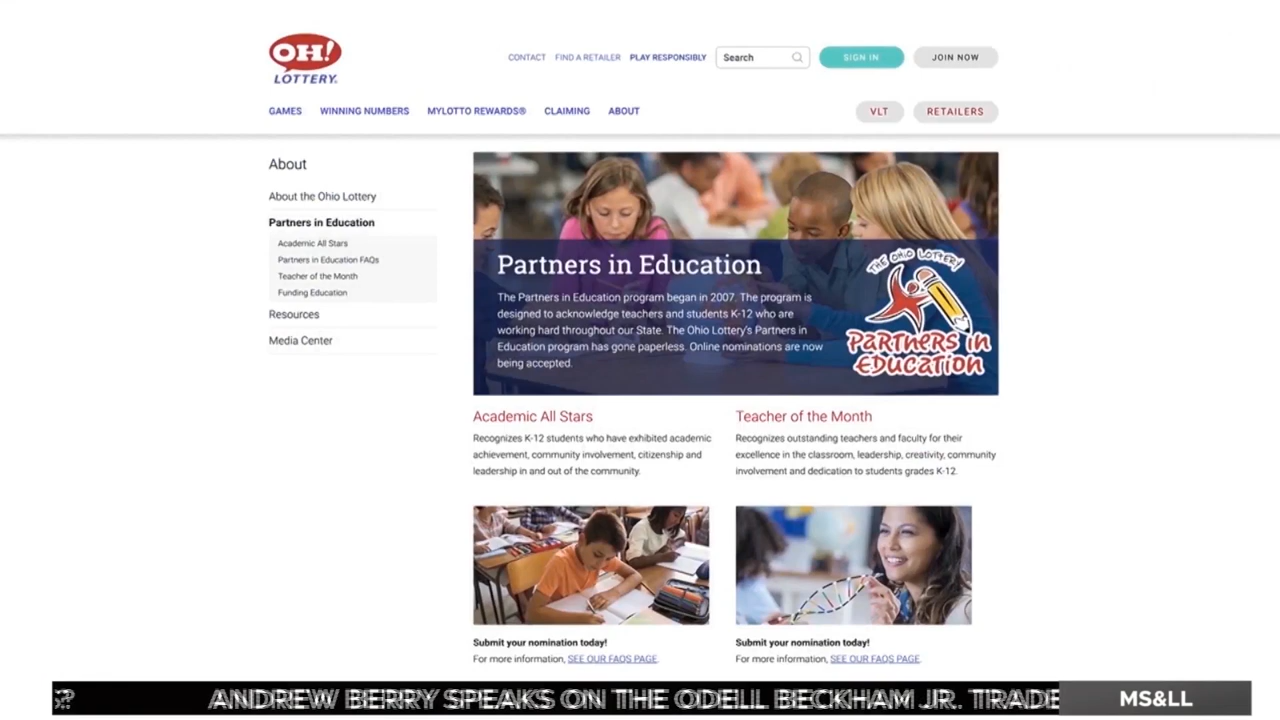 OH!
LOTTERY.
CONTACT
FIND A RETAILER
PLAY RESPONSIBLY
Search
SIGN IN
JOIN NOW
GAMES
WINNING NUMBERS
MYLOTTO REWARDS®
CLAIMING
ABOUT
VLT
RETAILERS
About
About the Ohio Lottery
Partners in Education
Academic All Stars
Partners in Education FAQs
Teacher of the Month
Funding Education
Resources
Media Center
Partners in Education
The Partners in Education program began in 2007. The program is
designed to acknowledge teachers and students K-12 who are
working hard throughout our State. The Ohio Lottery's Partners in
Education program has gone paperless. Online nominations are now
being accepted.
THE OHIO LOTTERY
PARTNERS in
EDUCATION
Academic All Stars
Recognizes K-12 students who have exhibited academic
achievement, community involvement, citizenship and
leadership in and out of the community.
Teacher of the Month
Recognizes outstanding teachers and faculty for their
excellence in the classroom, leadership, creativity, community
involvement and dedication to students grades K-12.
Submit your nomination today!
For more information, SEE OUR FAQS PAGE.
Submit your nomination today!
For more information, SEE OUR FAQS PAGE.
? ANDREW BERRY SPEAKS ON THE ODELL BECKHAM JR. TRADE
MS&LL